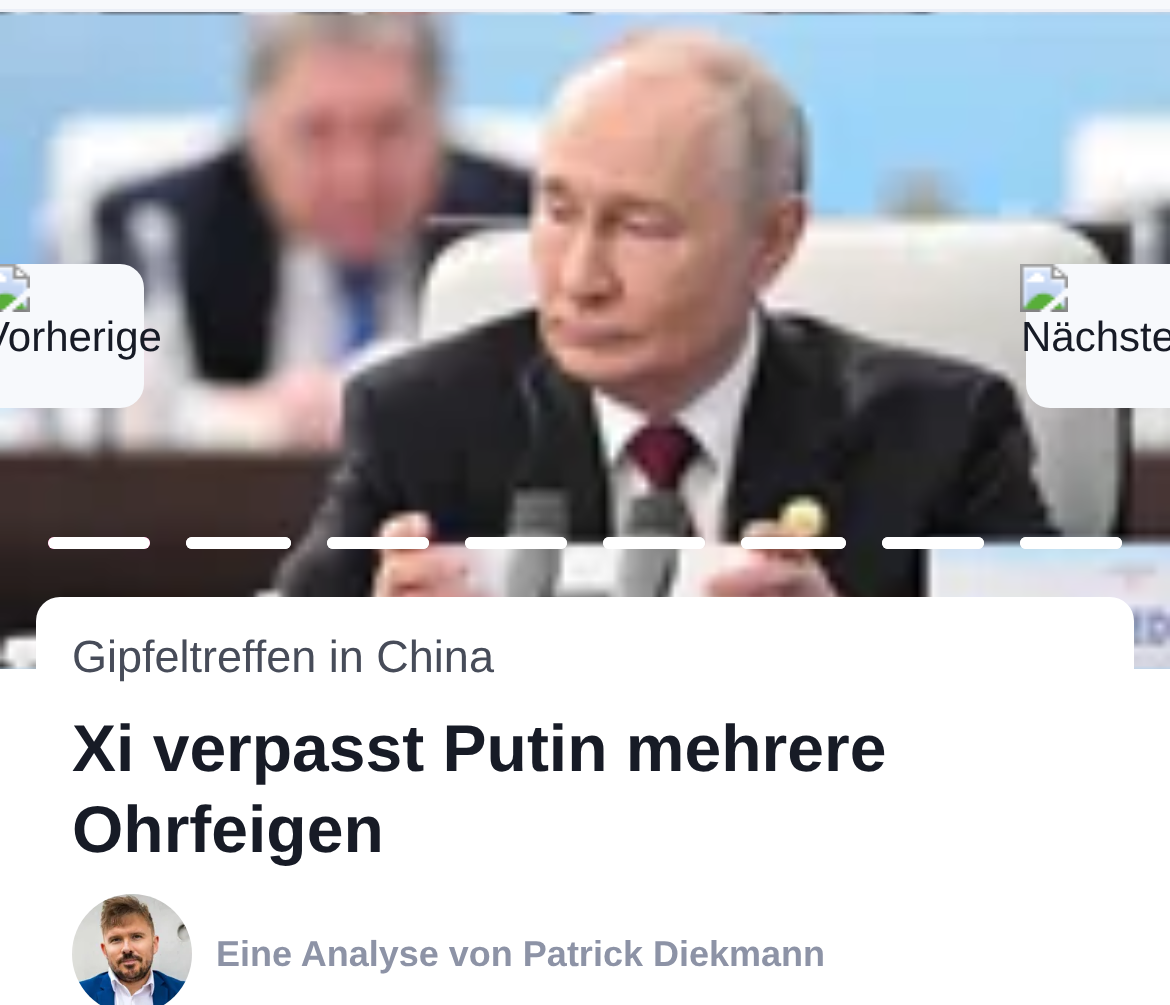 Vorherige
Nächste
Gipfeltreffen in China
Xi verpasst Putin mehrere
Ohrfeigen
Eine Analyse von Patrick Diekmann